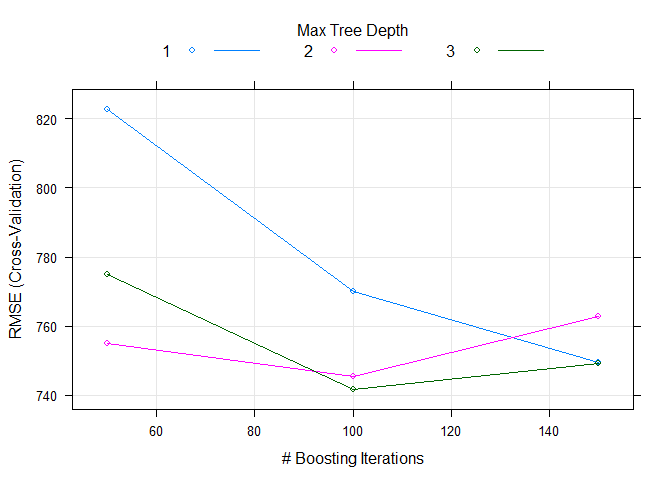 Max Tree Depth
1 2 3
RMSE (Cross-Validation)
820
800
780
760
740
60 80 100 120 140
# Boosting Iterations